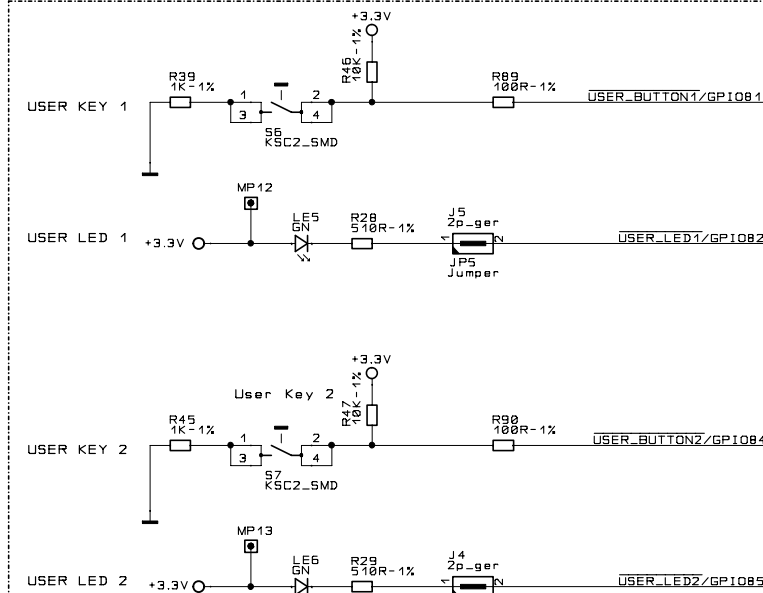 +3.3V
R46
10K-1%
R39
1K-1%
R89
100R-1%
USER KEY 1
1
2
3
4
USER_BUTTON1/GPIO81
S6
KSC2_SMD
MP12
LE5
GN
R28
510R-1%
J5
2p_ger
USER LED 1
+3.3V
1
2
USER_LED1/GPIO82
JP5
Jumper
+3.3V
User Key 2
R47
10K-1%
R45
1K-1%
R90
100R-1%
USER KEY 2
1
2
3
4
USER_BUTTON2/GPIO84
S7
KSC2_SMD
MP13
LE6
GN
R29
510R-1%
J4
2p_ger
USER LED 2
+3.3V
1
2
USER_LED2/GPIO85